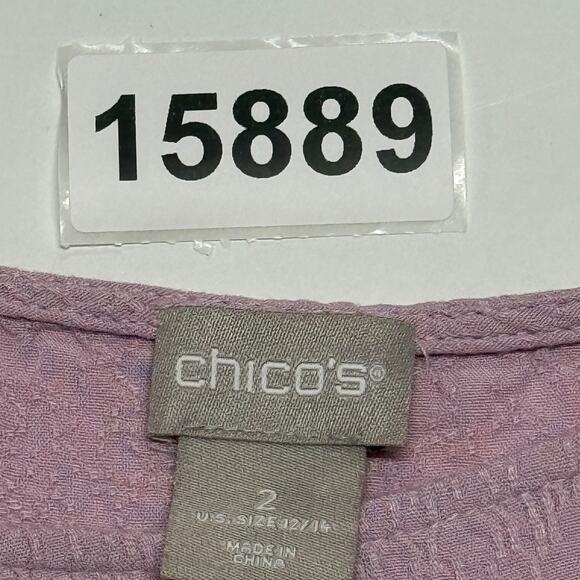 15889
chico's®
2
U.S. SIZE 12/14
MADE IN
CHINA